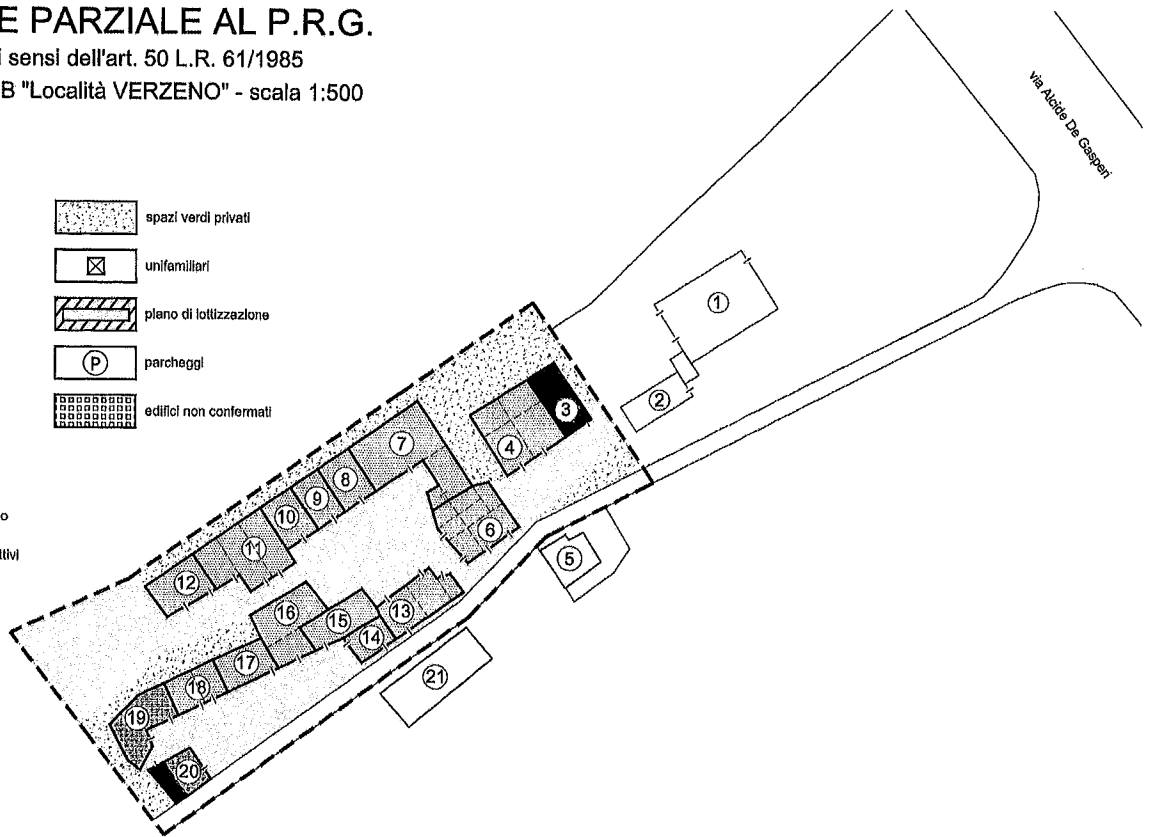 E PARZIALE AL P.R.G.
i sensi dell'art. 50 L.R. 61/1985
B "Località VERZENO" - scala 1:500
via Alcide De Gasperi
spazi verdi privati
unifamiliari
piano di lottizzazione
P
parcheggi
edifici non confermati
o
ttivi
1
2
3
4
5
6
7
8
9
10
11
12
13
14
15
16
17
18
19
20
21